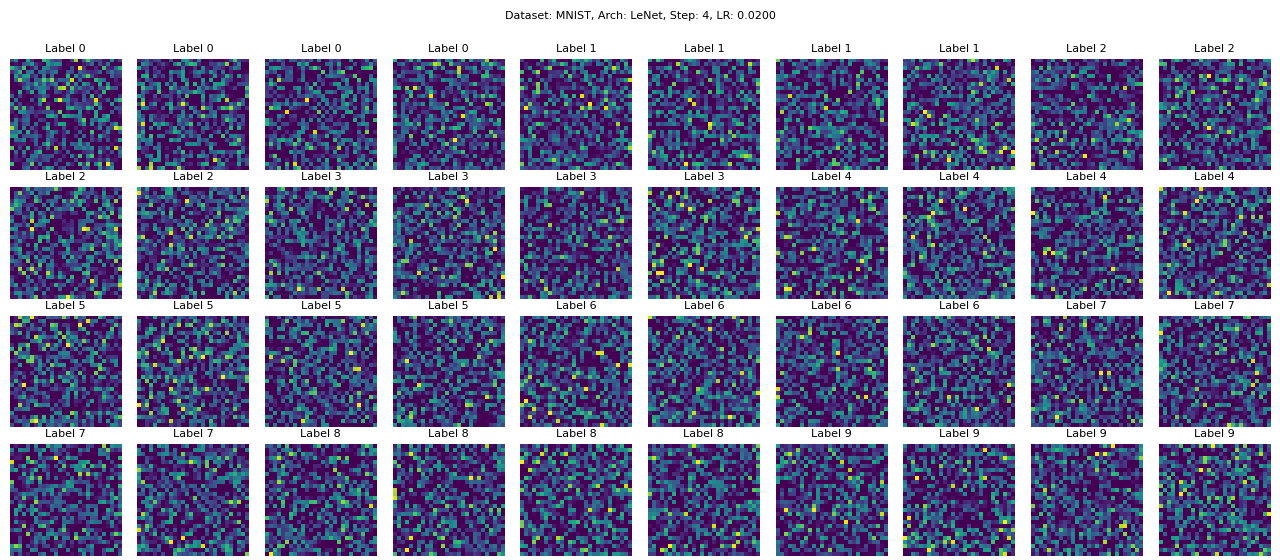 Dataset: MNIST, Arch: LeNet, Step: 4, LR: 0.0200
Label 0 Label 0 Label 0 Label 0 Label 1 Label 1 Label 1 Label 1 Label 2 Label 2
Label 2 Label 2 Label 3 Label 3 Label 3 Label 3 Label 4 Label 4 Label 4 Label 4
Label 5 Label 5 Label 5 Label 5 Label 6 Label 6 Label 6 Label 6 Label 7 Label 7
Label 7 Label 7 Label 8 Label 8 Label 8 Label 8 Label 9 Label 9 Label 9 Label 9